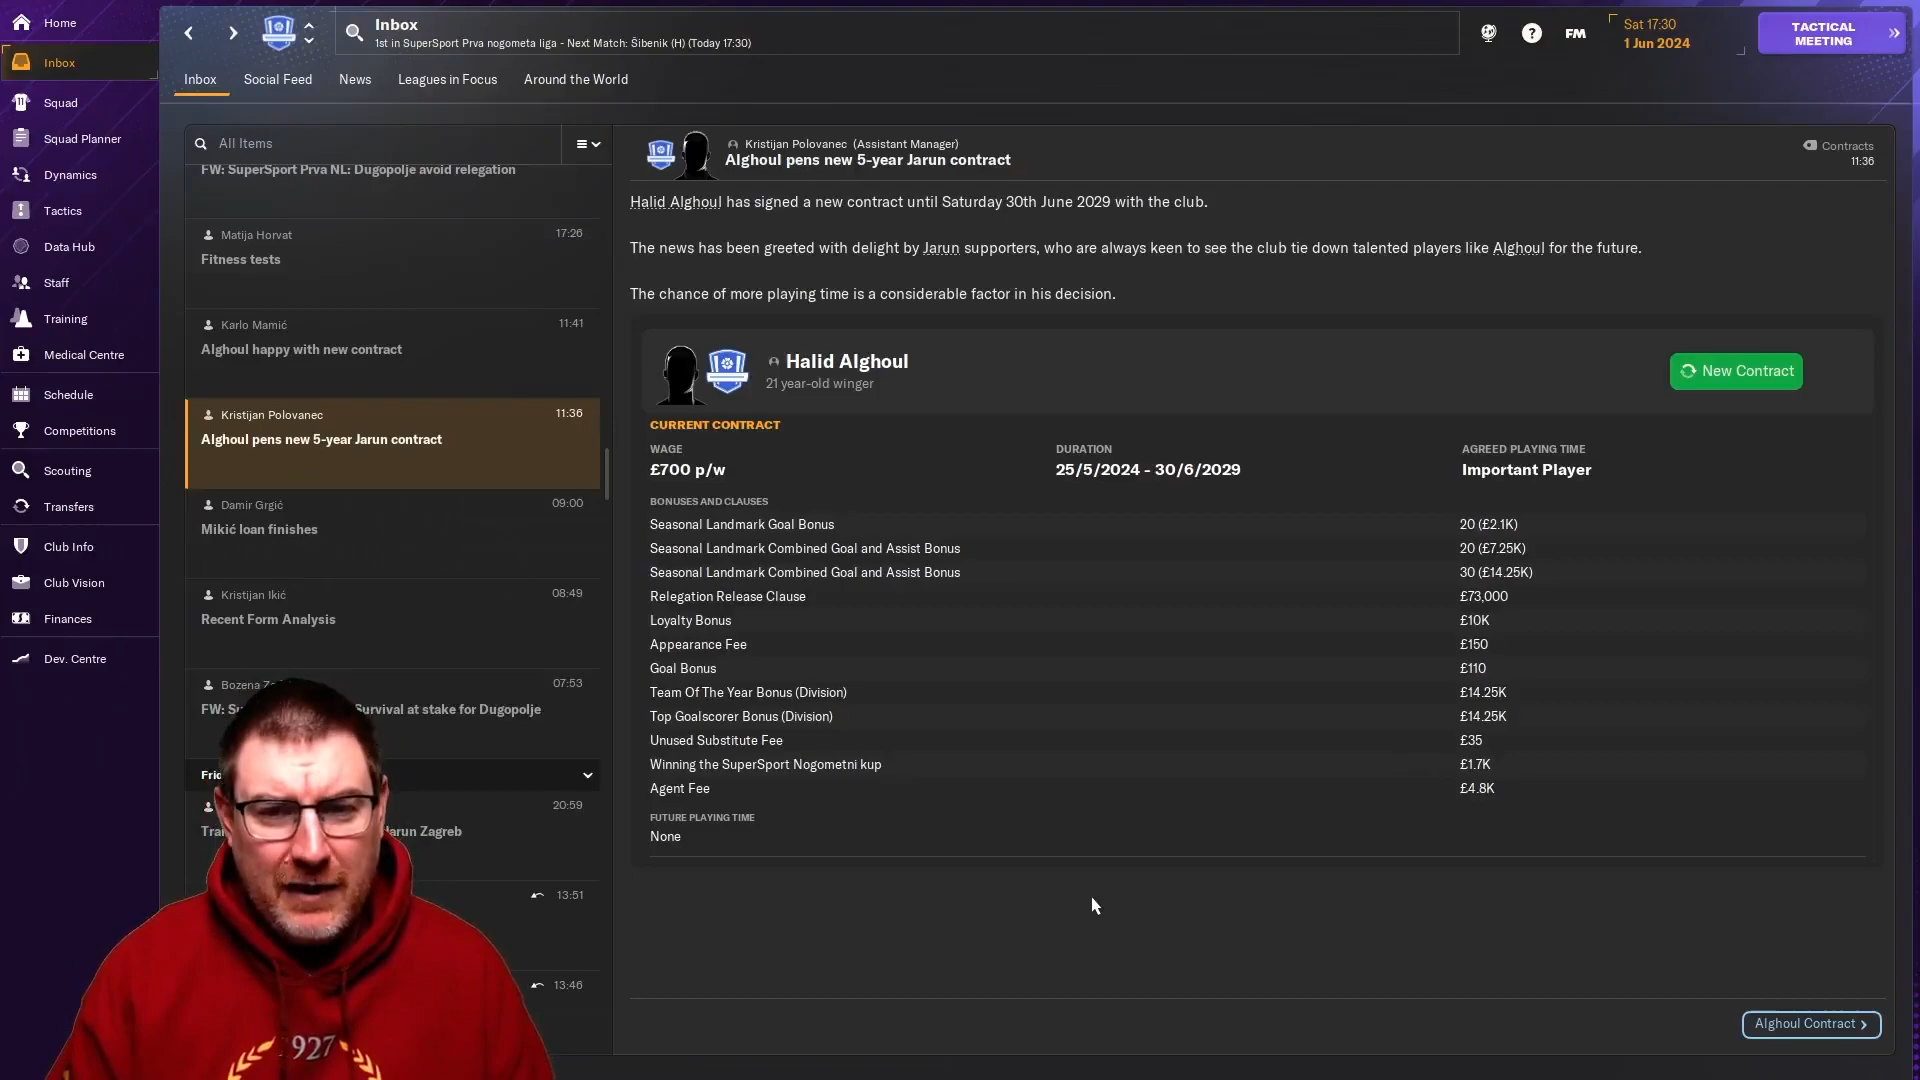 Home
Inbox
Squad
Squad Planner
Dynamics
Tactics
Data Hub
Staff
Training
Medical Centre
Schedule
Competitions
Scouting
Transfers
Club Info
Club Vision
Finances
Dev. Centre
Inbox
1st in SuperSport Prva nogometa liga - Next Match: Šibenik (H) (Today 17:30)
FM
Sat 17:30
1 Jun 2024
TACTICAL
MEETING
Inbox Social Feed News Leagues in Focus Around the World
All Items
FW: SuperSport Prva NL: Dugopolje avoid relegation
Matija Horvat 17:26
Fitness tests
Karlo Mamić 11:41
Alghoul happy with new contract
Kristijan Polovanec 11:36
Alghoul pens new 5-year Jarun contract
Damir Grgić 09:00
Mikić loan finishes
Kristijan Ikić 08:49
Recent Form Analysis
Bozena 07:53
FW: Survival at stake for Dugopolje
20:59
Jarun Zagreb
13:51
13:46
927
Kristijan Polovanec (Assistant Manager)
Alghoul pens new 5-year Jarun contract
Contracts
11:36
Halid Alghoul has signed a new contract until Saturday 30th June 2029 with the club.
The news has been greeted with delight by Jarun supporters, who are always keen to see the club tie down talented players like Alghoul for the future.
The chance of more playing time is a considerable factor in his decision.
Halid Alghoul
21 year-old winger
New Contract
CURRENT CONTRACT
WAGE DURATION AGREED PLAYING TIME
£700 p/w 25/5/2024 - 30/6/2029 Important Player
BONUSES AND CLAUSES
Seasonal Landmark Goal Bonus 20 (£2.1K)
Seasonal Landmark Combined Goal and Assist Bonus 20 (£7.25K)
Seasonal Landmark Combined Goal and Assist Bonus 30 (£14.25K)
Relegation Release Clause £73,000
Loyalty Bonus £10K
Appearance Fee £150
Goal Bonus £110
Team Of The Year Bonus (Division) £14.25K
Top Goalscorer Bonus (Division) £14.25K
Unused Substitute Fee £35
Winning the SuperSport Nogometni kup £1.7K
Agent Fee £4.8K
FUTURE PLAYING TIME
None
Alghoul Contract